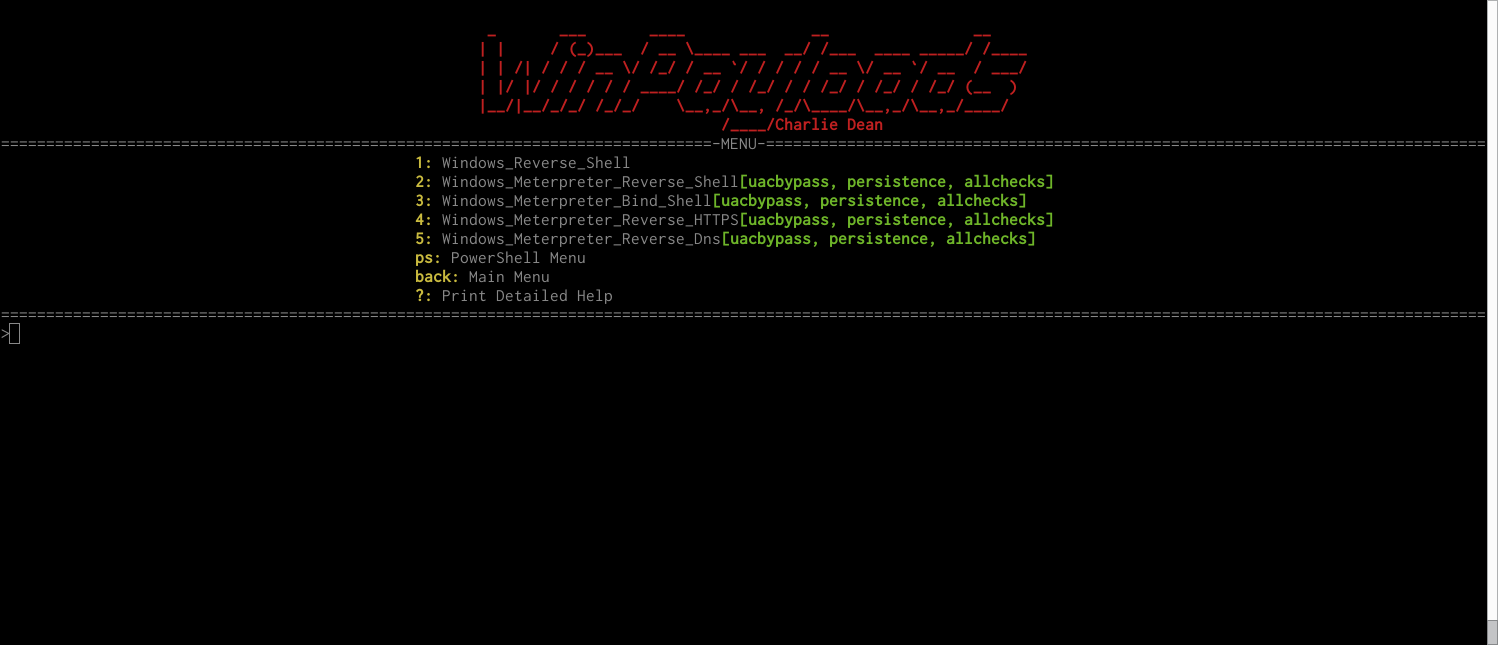 WinPayloads
Charlie Dean
-MENU-
1: Windows_Reverse_Shell
2: Windows_Meterpreter_Reverse_Shell[uacbypass, persistence, allchecks]
3: Windows_Meterpreter_Bind_Shell[uacbypass, persistence, allchecks]
4: Windows_Meterpreter_Reverse_HTTPS[uacbypass, persistence, allchecks]
5: Windows_Meterpreter_Reverse_Dns[uacbypass, persistence, allchecks]
ps: PowerShell Menu
back: Main Menu
?: Print Detailed Help
>